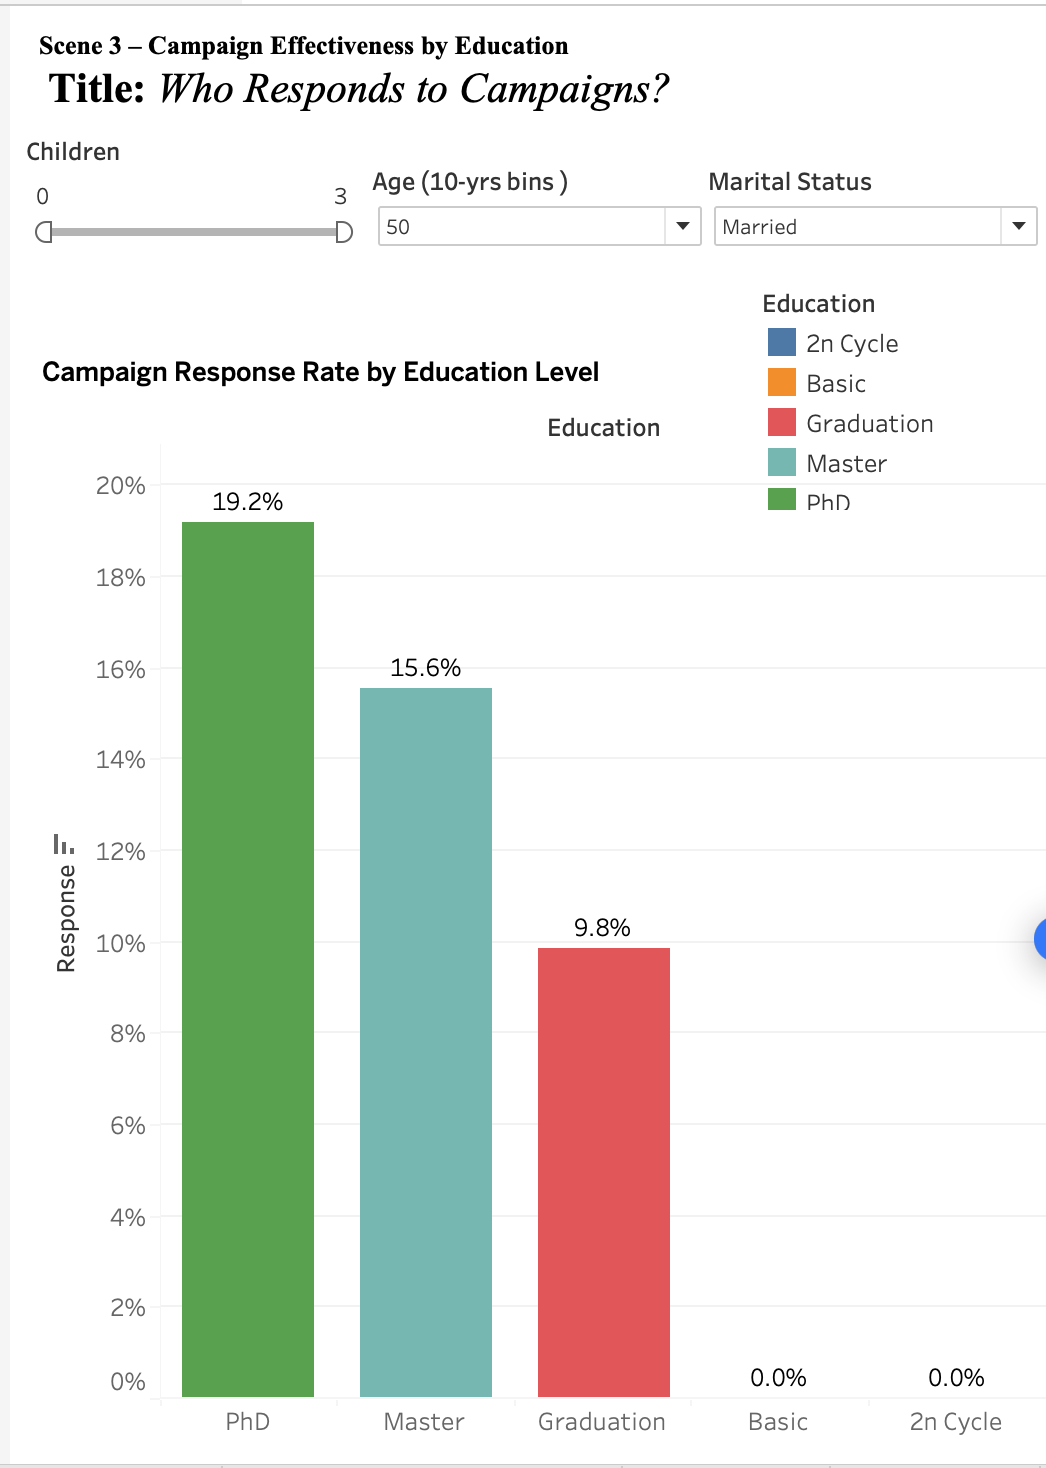 Scene 3 – Campaign Effectiveness by Education
Title: Who Responds to Campaigns?
Children
0
3
Age (10-yrs bins )
50
Marital Status
Married
Education
2n Cycle
Basic
Graduation
Master
PhD
Campaign Response Rate by Education Level
Education
Response
20%
18%
16%
14%
12%
10%
8%
6%
4%
2%
0%
19.2%
15.6%
9.8%
0.0%
0.0%
PhD
Master
Graduation
Basic
2n Cycle